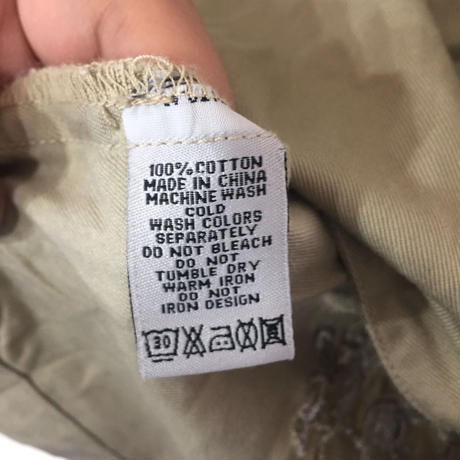 100% COTTON
MADE IN CHINA
MACHINE WASH
COLD
WASH COLORS
SEPARATELY
DO NOT BLEACH
DO NOT
TUMBLE DRY
WARM IRON
DO NOT
IRON DESIGN
30